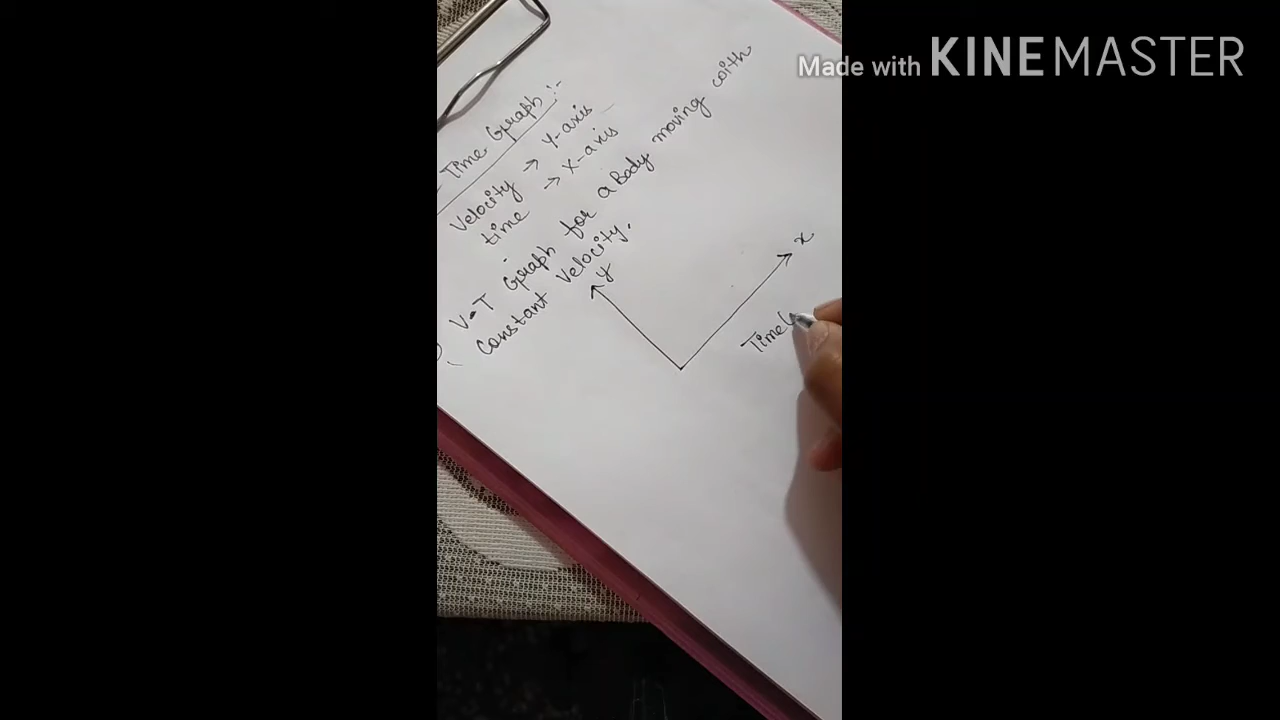 Made with KINEMASTER
Time Graph :-
Velocity → Y-axis
time → X-axis
V-T Graph for a Body moving with
constant Velocity.
y
x
Time(